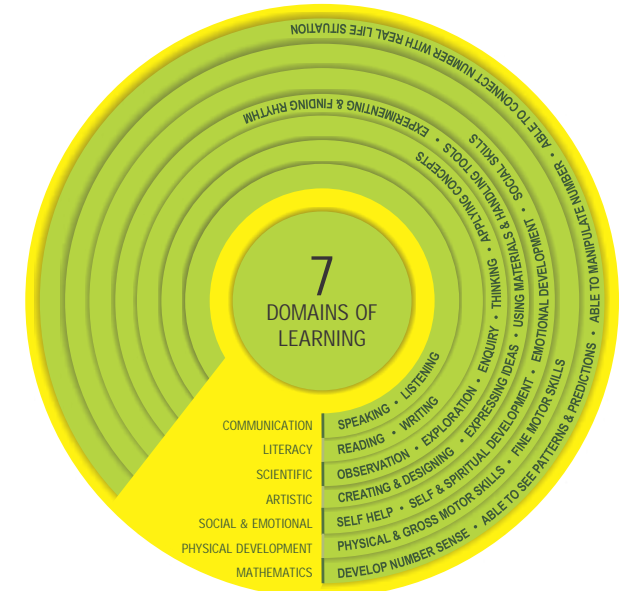 7
DOMAINS OF
LEARNING
COMMUNICATION
SPEAKING • LISTENING
LITERACY
READING • WRITING
SCIENTIFIC
OBSERVATION • EXPLORATION • ENQUIRY • THINKING • APPLYING CONCEPTS
ARTISTIC
CREATING & DESIGNING • EXPRESSING IDEAS • USING MATERIALS & HANDLING TOOLS • EXPERIMENTING & FINDING RHYTHM
SOCIAL & EMOTIONAL
SELF HELP • SELF & SPIRITUAL DEVELOPMENT • EMOTIONAL DEVELOPMENT • SOCIAL SKILLS
PHYSICAL DEVELOPMENT
PHYSICAL & GROSS MOTOR SKILLS • FINE MOTOR SKILLS
MATHEMATICS
DEVELOP NUMBER SENSE • ABLE TO SEE PATTERNS & PREDICTIONS • ABLE TO MANIPULATE NUMBER • ABLE TO CONNECT NUMBER WITH REAL LIFE SITUATION